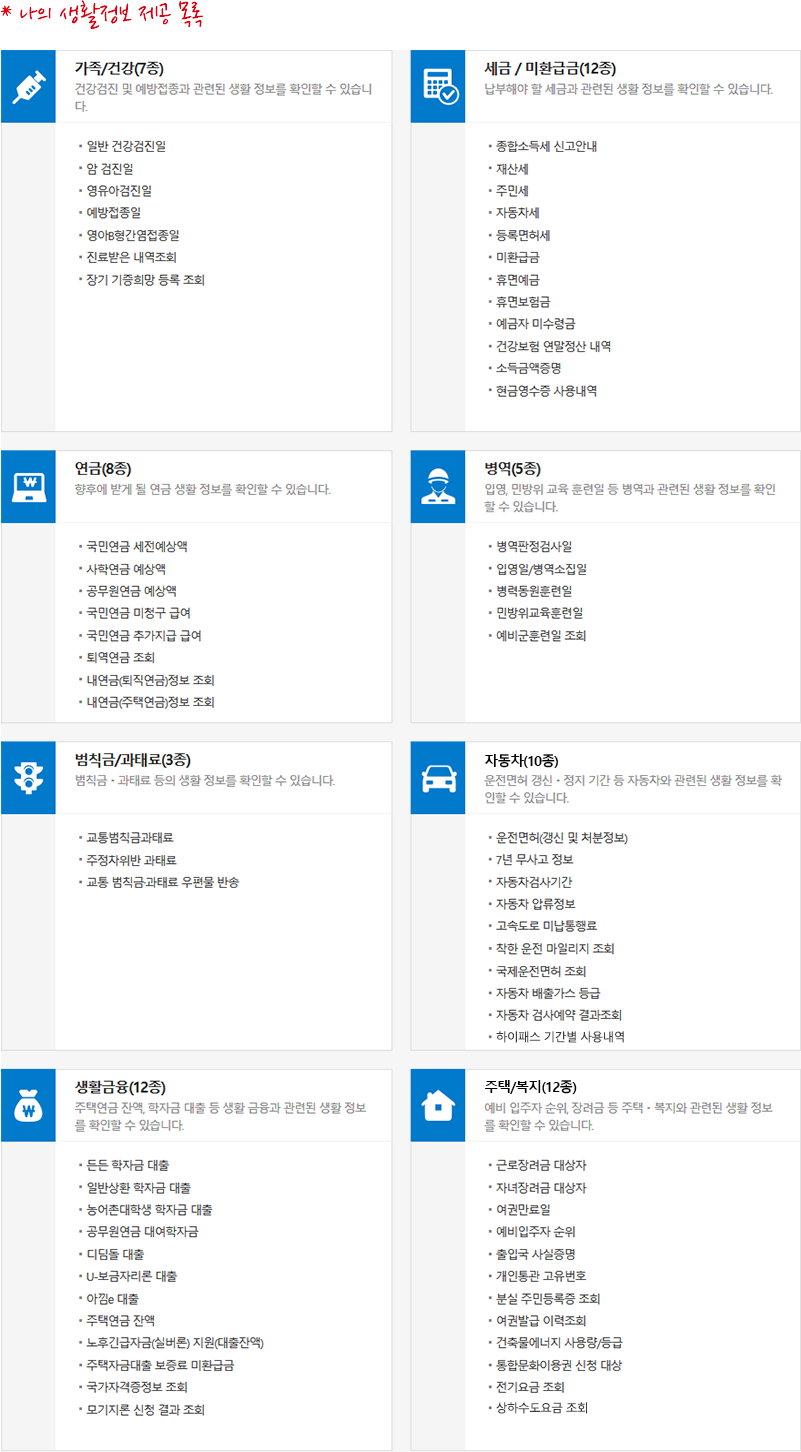 * 나의 생활정보 제공 목록
가족/건강(7종)
건강검진 및 예방접종과 관련된 생활 정보를 확인할 수 있습니
다.
· 일반 건강검진일
· 암 검진일
· 영유아검진일
· 예방접종일
· 영아B형간염접종일
· 진료받은 내역조회
· 장기 기증희망 등록 조회
세금 / 미환급금(12종)
납부해야 할 세금과 관련된 생활 정보를 확인할 수 있습니다.
· 종합소득세 신고안내
· 재산세
· 주민세
· 자동차세
· 등록면허세
· 미환급금
· 휴면예금
· 휴면보험금
· 예금자 미수령금
· 건강보험 연말정산 내역
· 소득금액증명
· 현금영수증 사용내역
연금(8종)
향후에 받게 될 연금 생활 정보를 확인할 수 있습니다.
· 국민연금 세전예상액
· 사학연금 예상액
· 공무원연금 예상액
· 국민연금 미청구 급여
· 국민연금 추가지급 급여
· 퇴역연금 조회
· 내연금(퇴직연금)정보 조회
· 내연금(주택연금)정보 조회
병역(5종)
입영, 민방위 교육 훈련일 등 병역과 관련된 생활 정보를 확인
할 수 있습니다.
· 병역판정검사일
· 입영일/병역소집일
· 병력동원훈련일
· 민방위교육훈련일
· 예비군훈련일 조회
범칙금/과태료(3종)
범칙금·과태료 등의 생활 정보를 확인할 수 있습니다.
· 교통범칙금과태료
· 주정차위반 과태료
· 교통 범칙금·과태료 우편물 반송
자동차(10종)
운전면허 갱신·정지 기간 등 자동차와 관련된 생활 정보를 확
인할 수 있습니다.
· 운전면허(갱신 및 처분정보)
· 7년 무사고 정보
· 자동차검사기간
· 자동차 압류정보
· 고속도로 미납통행료
· 착한 운전 마일리지 조회
· 국제운전면허 조회
· 자동차 배출가스 등급
· 자동차 검사예약 결과조회
· 하이패스 기간별 사용내역
생활금융(12종)
주택연금 잔액, 학자금 대출 등 생활 금융과 관련된 생활 정보
를 확인할 수 있습니다.
· 든든 학자금 대출
· 일반상환 학자금 대출
· 농어촌대학생 학자금 대출
· 공무원연금 대여학자금
· 디딤돌 대출
· U-보금자리론 대출
· 아낌e 대출
· 주택연금 잔액
· 노후긴급자금(실버론) 지원(대출잔액)
· 주택자금대출 보증료 미환급금
· 국가자격증정보 조회
· 모기지론 신청 결과 조회
주택/복지(12종)
예비 입주자 순위, 장려금 등 주택·복지와 관련된 생활 정보
를 확인할 수 있습니다.
· 근로장려금 대상자
· 자녀장려금 대상자
· 여권만료일
· 예비입주자 순위
· 출입국 사실증명
· 개인통관 고유번호
· 분실 주민등록증 조회
· 여권발급 이력조회
· 건축물에너지 사용량/등급
· 통합문화이용권 신청 대상
· 전기요금 조회
· 상하수도요금 조회